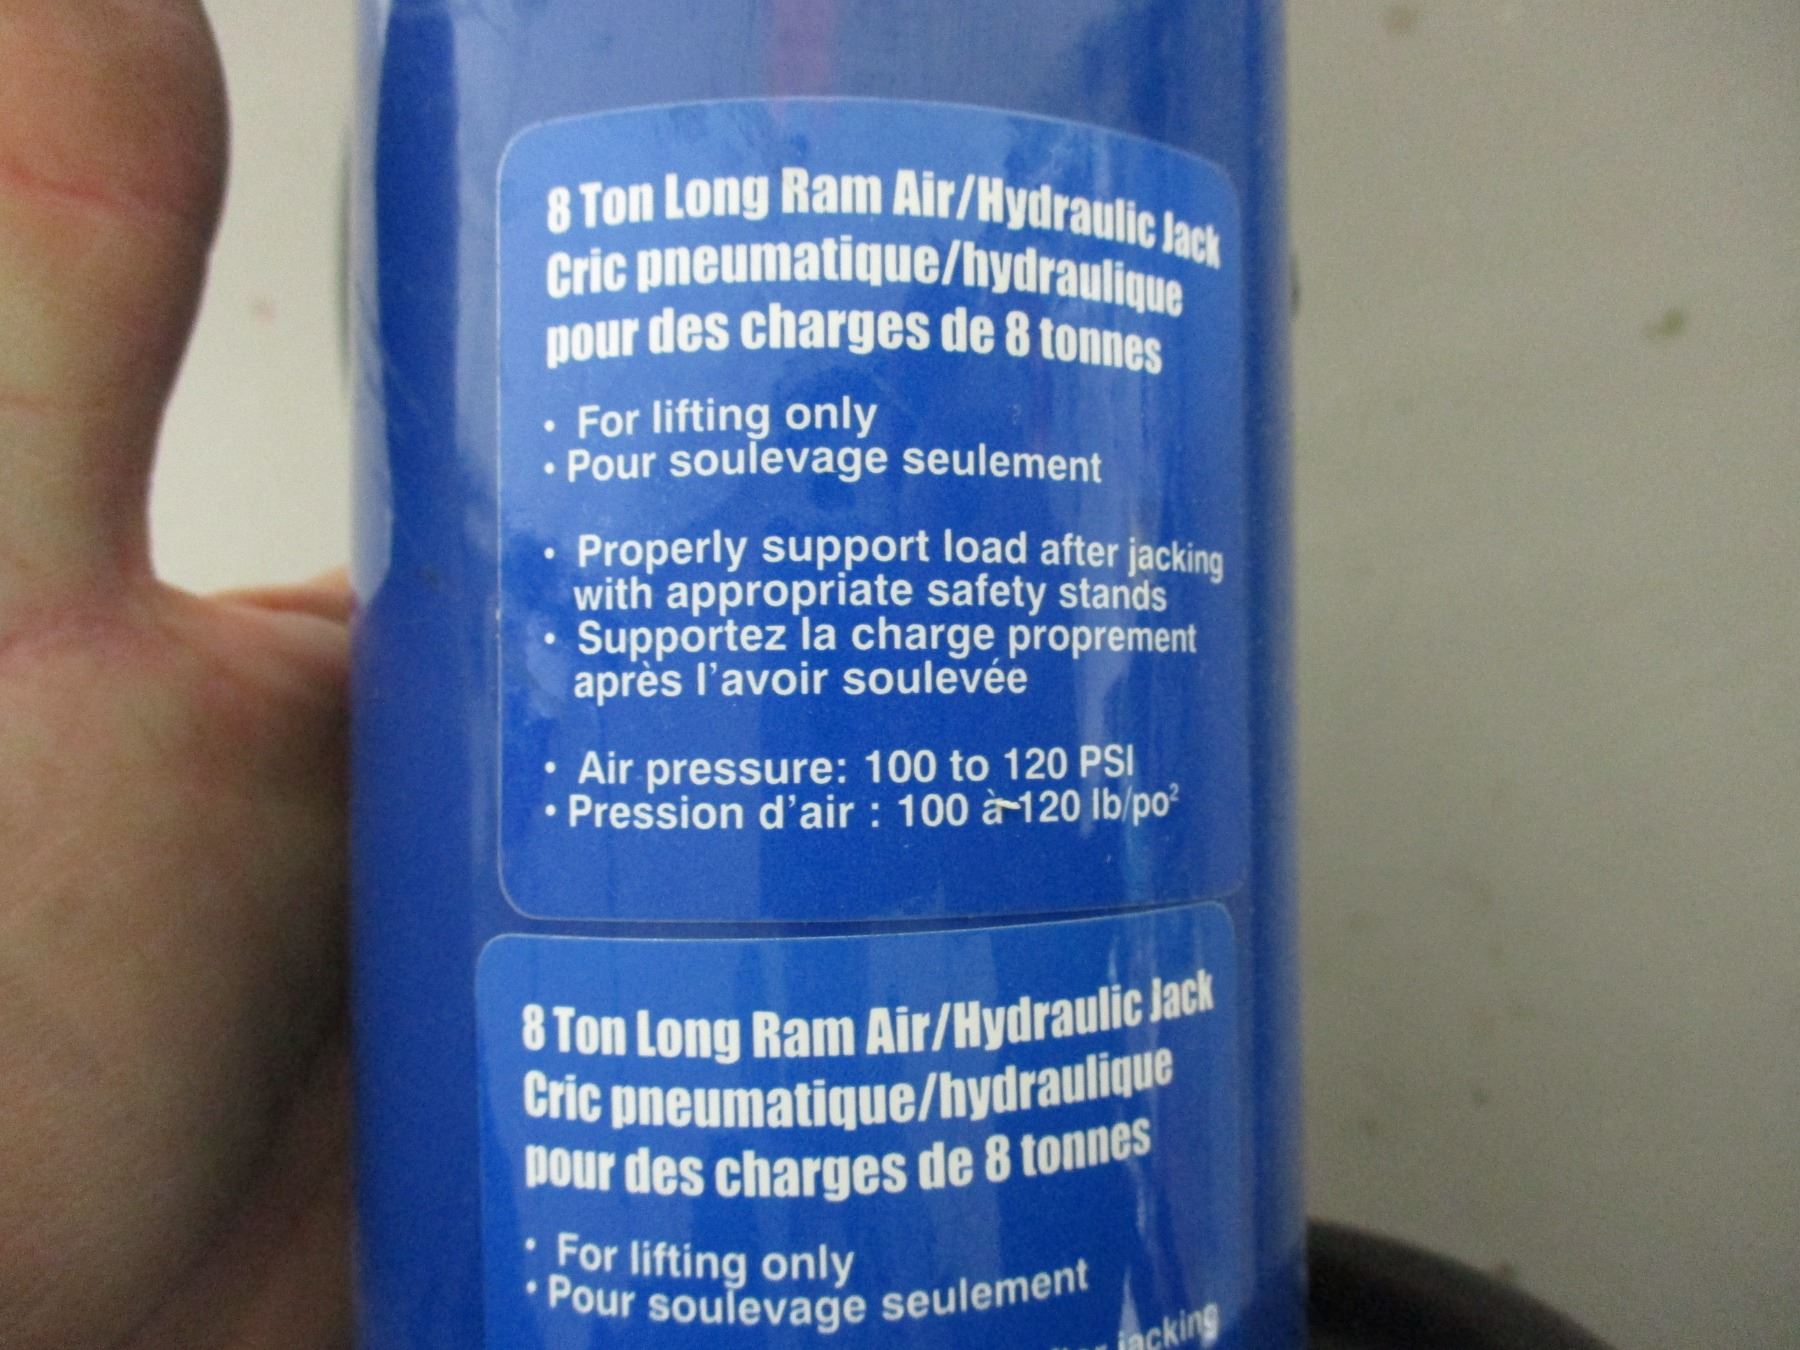 8 Ton Long Ram Air/Hydraulic Jack
Cric pneumatique/hydraulique
pour des charges de 8 tonnes
• For lifting only
• Pour soulevage seulement
• Properly support load after jacking
with appropriate safety stands
• Supportez la charge proprement
après l'avoir soulevée
• Air pressure: 100 to 120 PSI
• Pression d'air : 100 à 120 lb/po²
8 Ton Long Ram Air/Hydraulic Jack
Cric pneumatique/hydraulique
pour des charges de 8 tonnes
• For lifting only
• Pour soulevage seulement
jacking